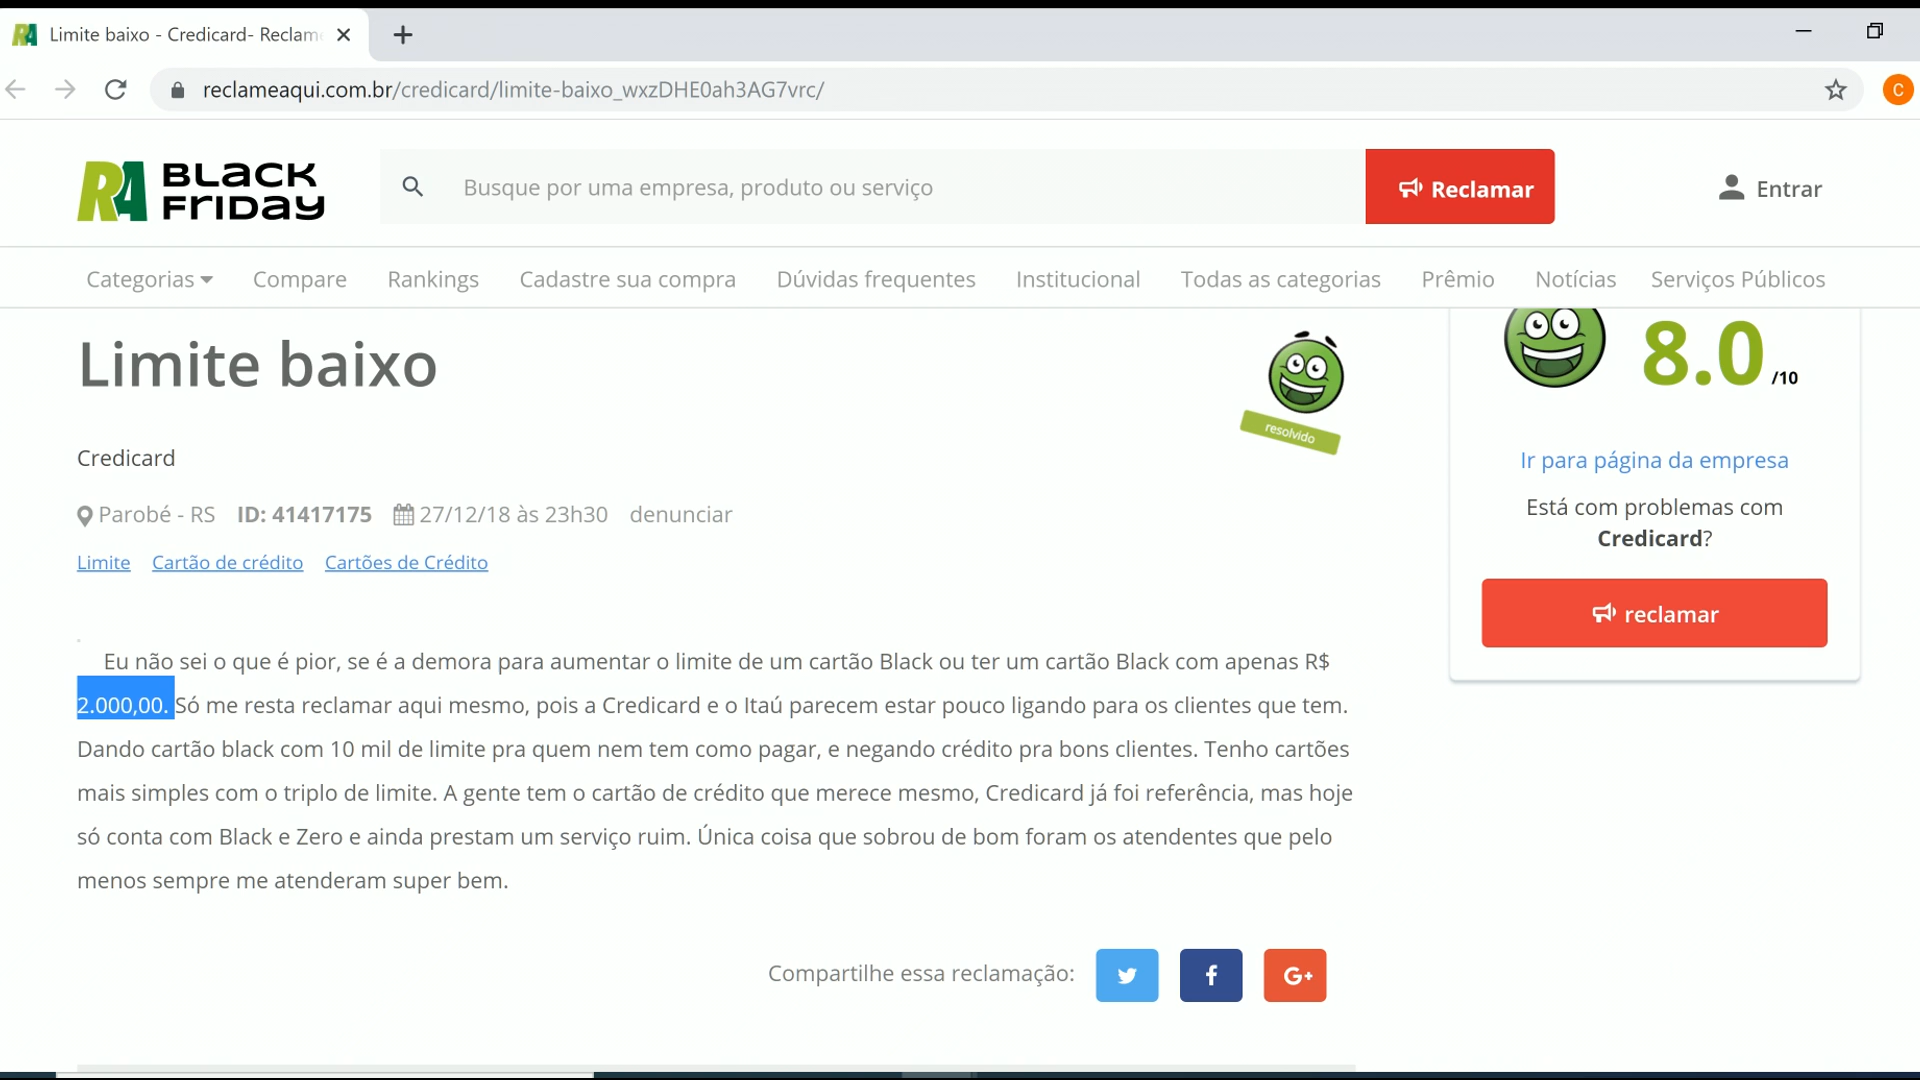 Limite baixo - Credicard- Reclam
reclameaqui.com.br/credicard/limite-baixo_wxzDHE0ah3AG7vrc/
C
RA BLACK FRIDAY
Busque por uma empresa, produto ou serviço
Reclamar
Entrar
Categorias Compare Rankings Cadastre sua compra Dúvidas frequentes Institucional Todas as categorias Prêmio Notícias Serviços Públicos
Limite baixo
resolvido
8.0 /10
Credicard
Ir para página da empresa
Está com problemas com
Credicard?
reclamar
Parobé - RS ID: 41417175 27/12/18 às 23h30 denunciar
Limite Cartão de crédito Cartões de Crédito
Eu não sei o que é pior, se é a demora para aumentar o limite de um cartão Black ou ter um cartão Black com apenas R$
2.000,00. Só me resta reclamar aqui mesmo, pois a Credicard e o Itaú parecem estar pouco ligando para os clientes que tem.
Dando cartão black com 10 mil de limite pra quem nem tem como pagar, e negando crédito pra bons clientes. Tenho cartões
mais simples com o triplo de limite. A gente tem o cartão de crédito que merece mesmo, Credicard já foi referência, mas hoje
só conta com Black e Zero e ainda prestam um serviço ruim. Única coisa que sobrou de bom foram os atendentes que pelo
menos sempre me atenderam super bem.
Compartilhe essa reclamação:
f
G+